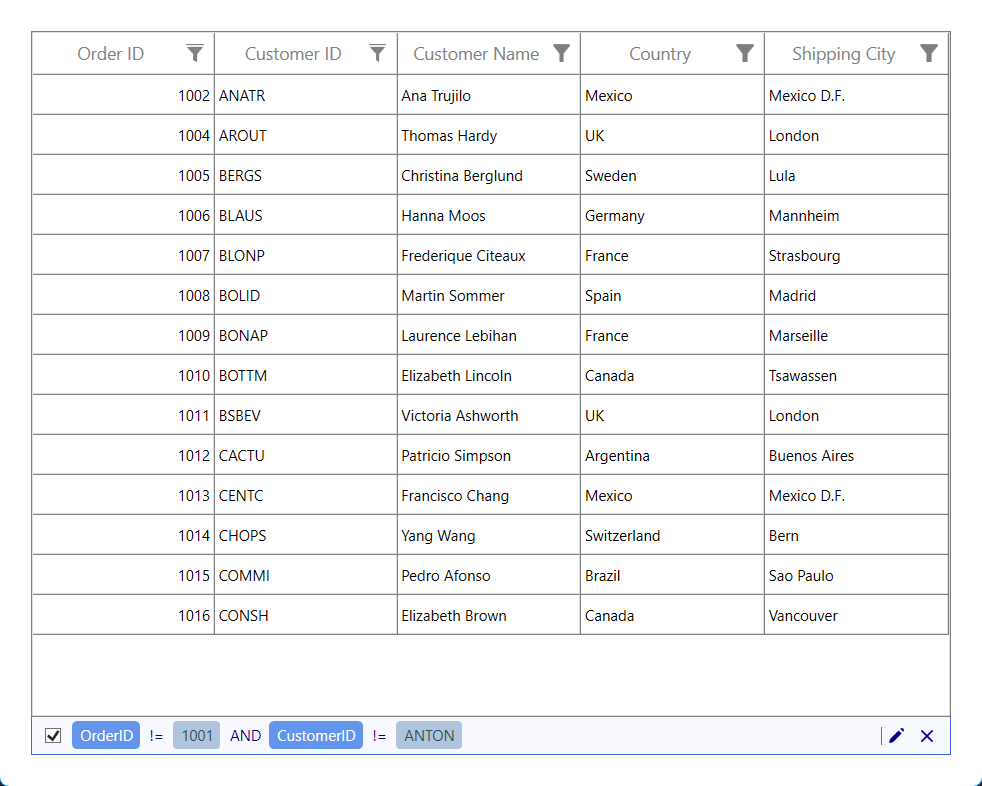 Order ID Customer ID Customer Name Country Shipping City
1002 ANATR Ana Trujilo Mexico Mexico D.F.
1004 AROUT Thomas Hardy UK London
1005 BERGS Christina Berglund Sweden Lula
1006 BLAUS Hanna Moos Germany Mannheim
1007 BLONP Frederique Citeaux France Strasbourg
1008 BOLID Martin Sommer Spain Madrid
1009 BONAP Laurence Lebihan France Marseille
1010 BOTTM Elizabeth Lincoln Canada Tsawassen
1011 BSBEV Victoria Ashworth UK London
1012 CACTU Patricio Simpson Argentina Buenos Aires
1013 CENTC Francisco Chang Mexico Mexico D.F.
1014 CHOPS Yang Wang Switzerland Bern
1015 COMMI Pedro Afonso Brazil Sao Paulo
1016 CONSH Elizabeth Brown Canada Vancouver
OrderID != 1001 AND CustomerID != ANTON